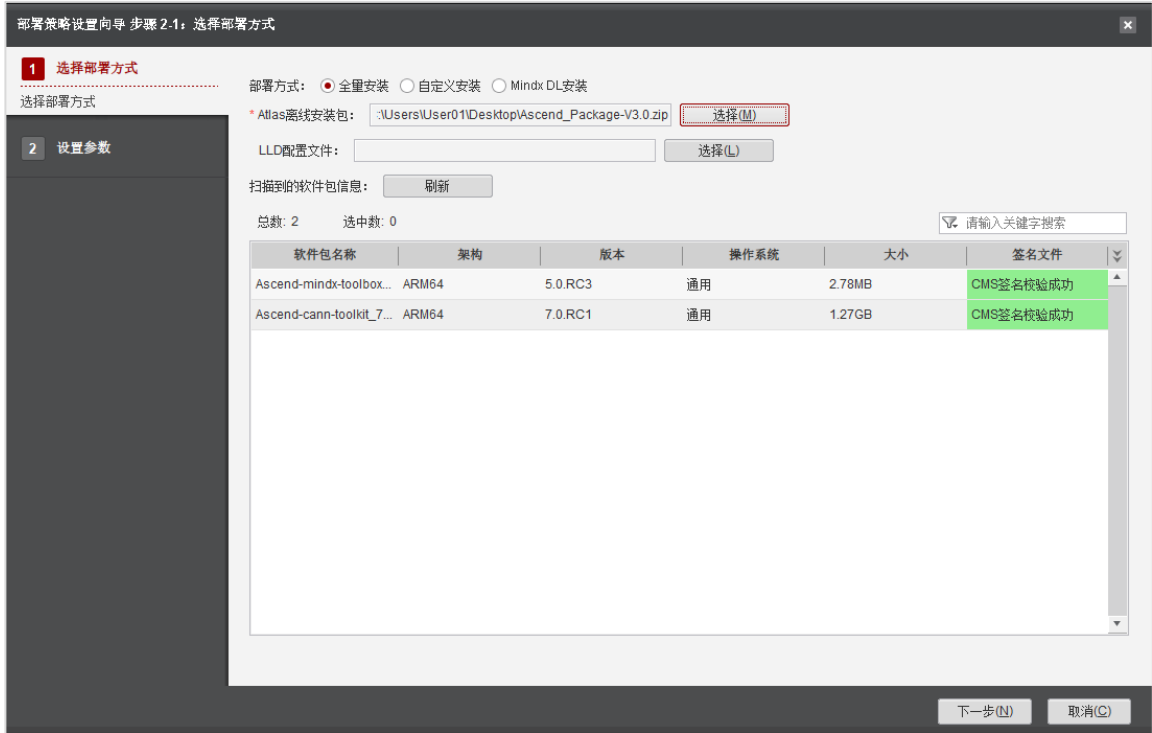 部署策略设置向导 步骤 2-1：选择部署方式
1 选择部署方式
选择部署方式
2 设置参数
部署方式： 全量安装 自定义安装 Mindx DL安装
* Atlas离线安装包： :\Users\User01\Desktop\Ascend_Package-V3.0.zip 选择(M)
LLD配置文件： 选择(L)
扫描到的软件包信息： 刷新
总数: 2 选中数: 0 请输入关键字搜索
软件包名称 架构 版本 操作系统 大小 签名文件
Ascend-mindx-toolbox... ARM64 5.0.RC3 通用 2.78MB CMS签名校验成功
Ascend-cann-toolkit_7... ARM64 7.0.RC1 通用 1.27GB CMS签名校验成功
下一步(N) 取消(C)